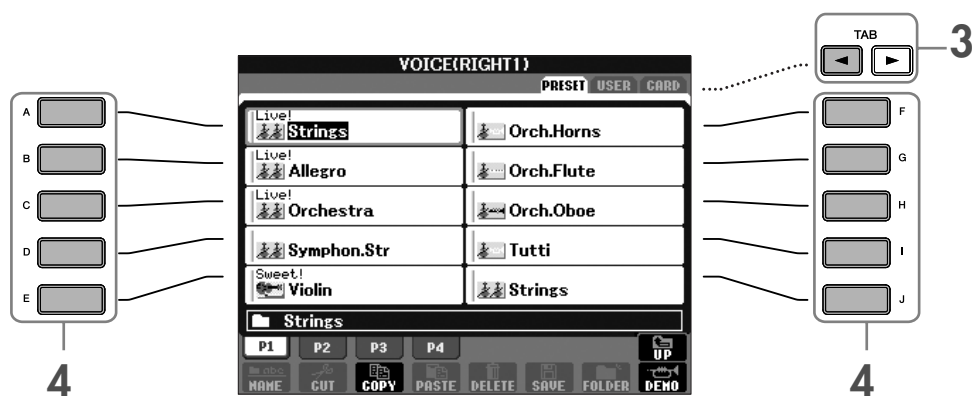 TAB
3
VOICE(RIGHT1)
PRESET USER CARD
A
Live!
Strings
Orch.Horns
F
B
Live!
Allegro
Orch.Flute
G
C
Live!
Orchestra
Orch.Oboe
H
D
Symphon.Str
Tutti
I
E
Sweet!
Violin
Strings
J
Strings
P1 P2 P3 P4 UP
abc
NAME CUT COPY PASTE DELETE SAVE FOLDER DEMO
4
4